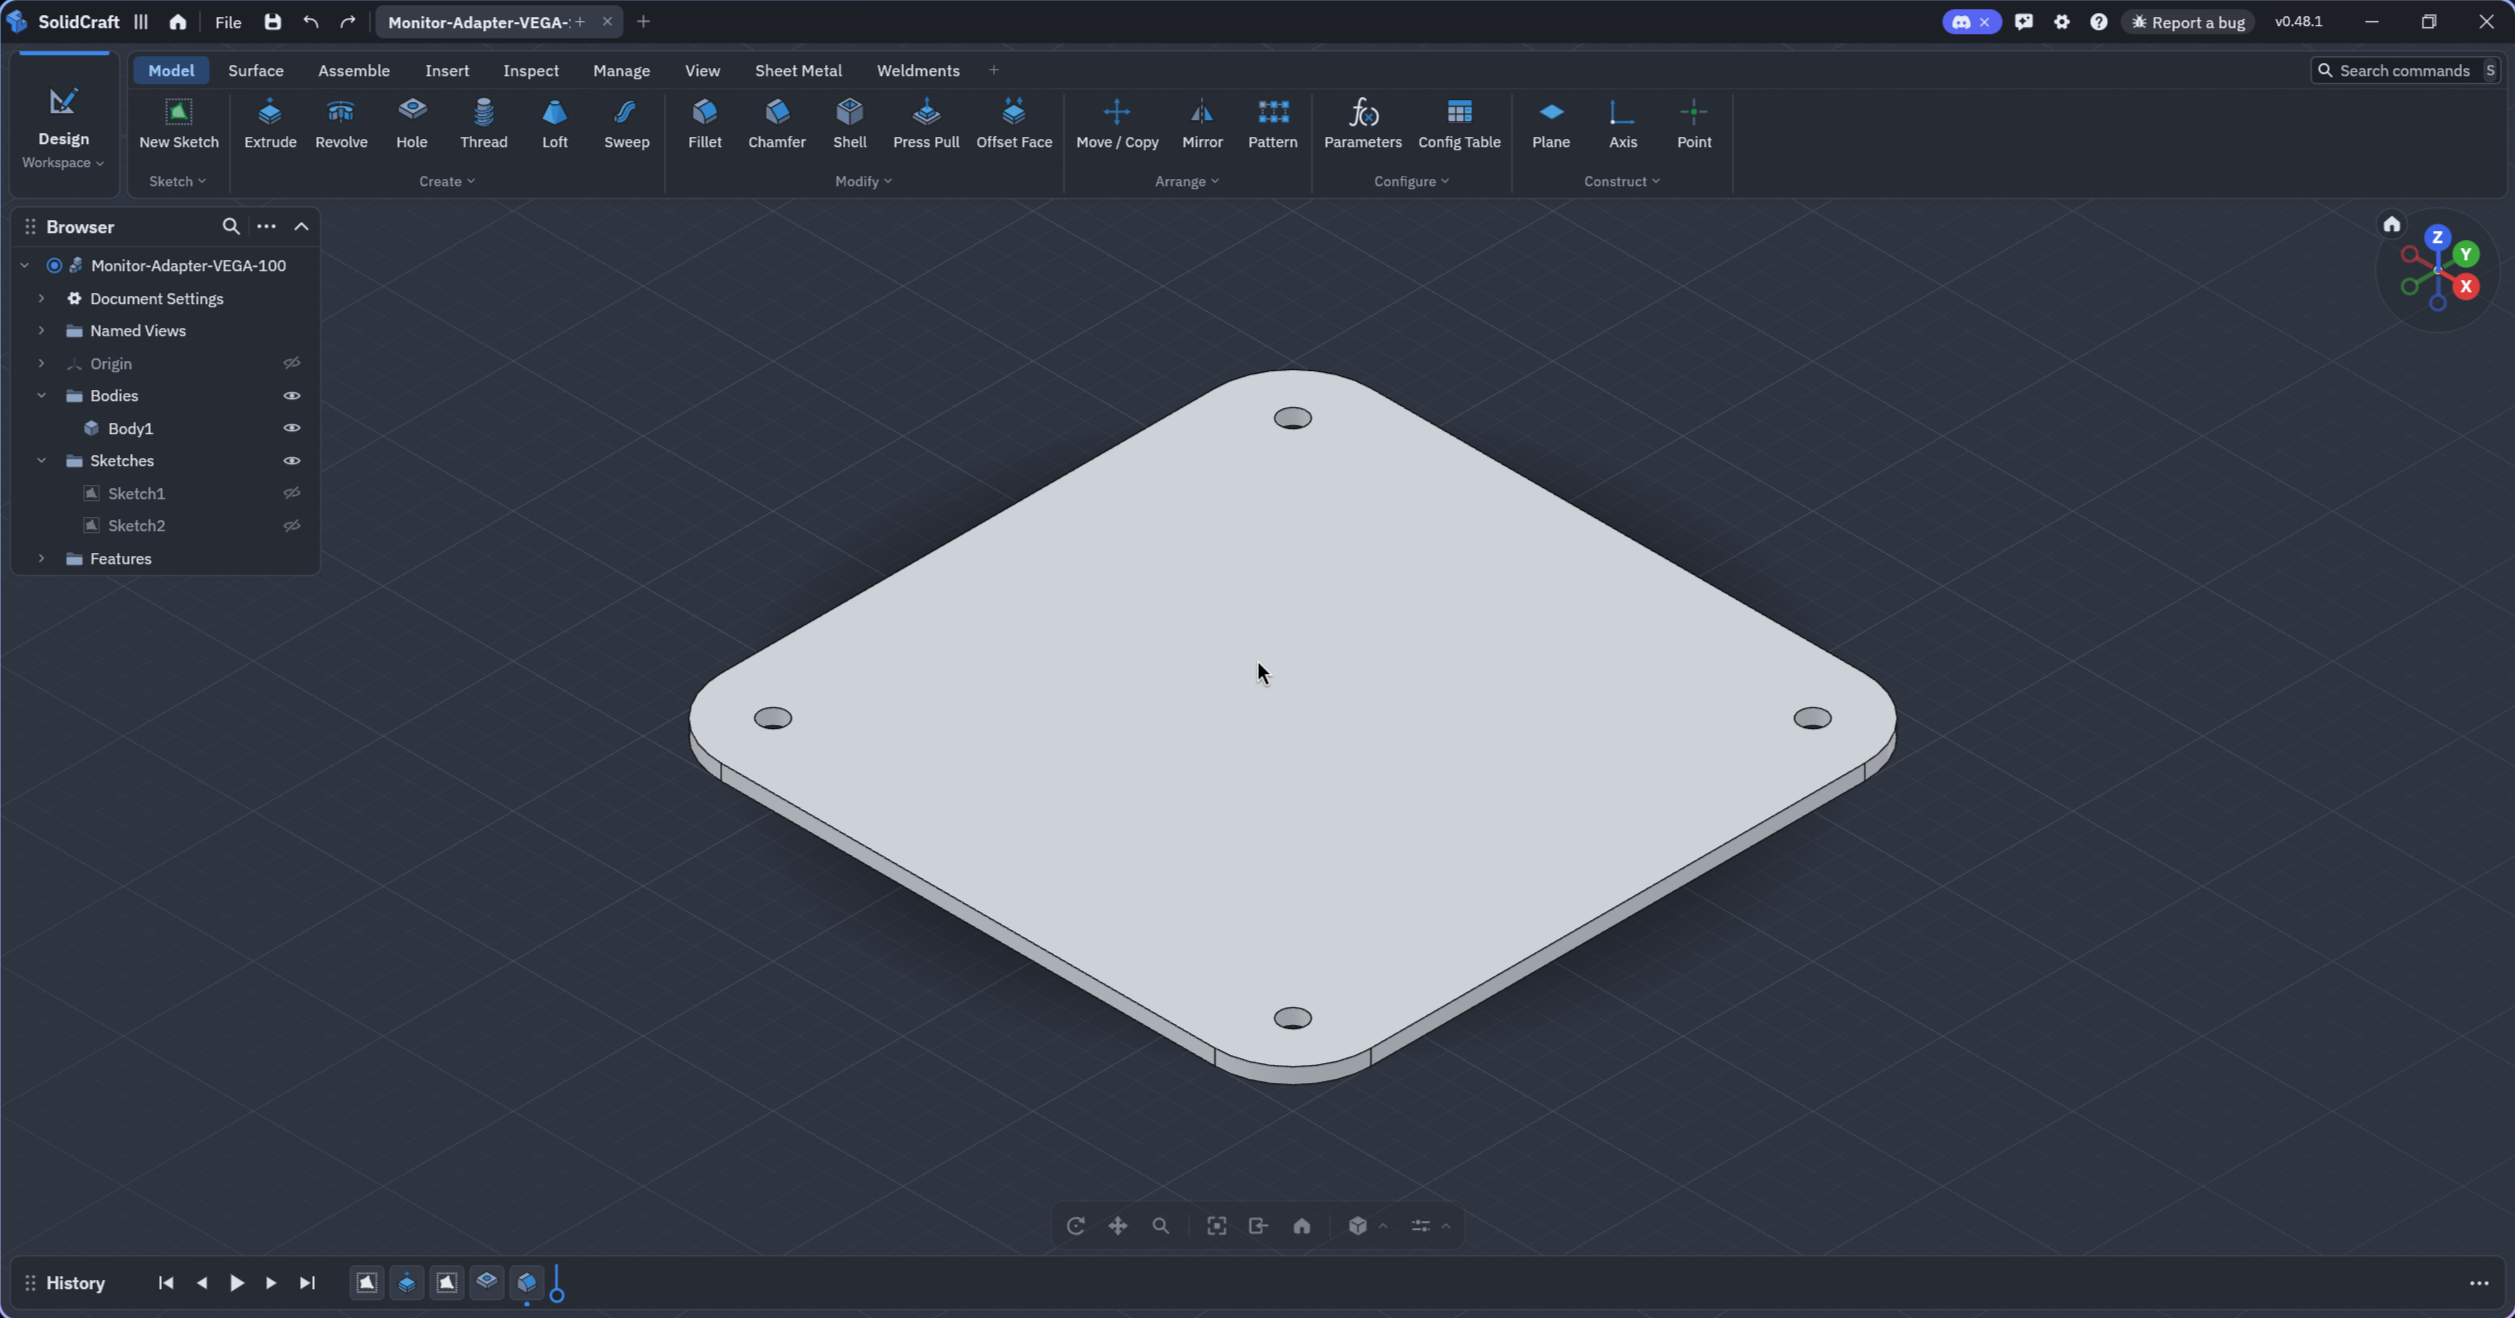 SolidCraft File Monitor-Adapter-VEGA- Report a bug v0.48.1
Model Surface Assemble Insert Inspect Manage View Sheet Metal Weldments Search commands S
Design
Workspace
New Sketch Extrude Revolve Hole Thread Loft Sweep Fillet Chamfer Shell Press Pull Offset Face Move / Copy Mirror Pattern Parameters Config Table Plane Axis Point
Sketch Create Modify Arrange Configure Construct
Browser
Monitor-Adapter-VEGA-100
Document Settings
Named Views
Origin
Bodies
Body1
Sketches
Sketch1
Sketch2
Features
Z
Y
X
History